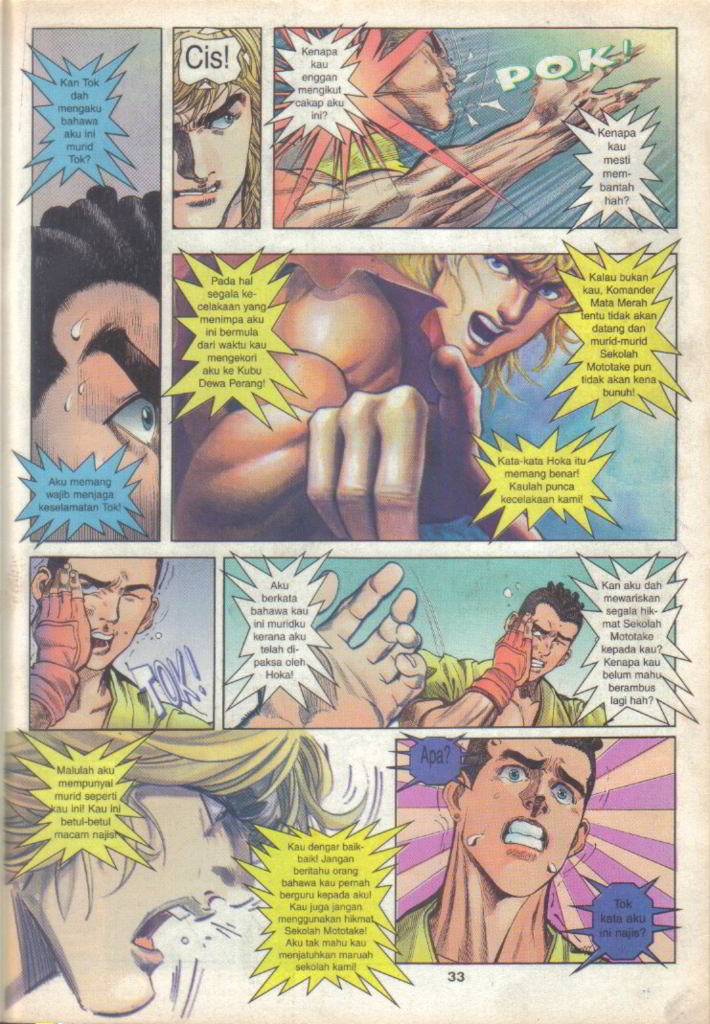 Kan Tok
dah
mengaku
bahawa
aku ini
murid
Tok?
Aku memang
wajib menjaga
keselamatan Tok!
Cis!
Kenapa
kau
enggan
mengikut
cakap aku
ini?
POK!
Kenapa
kau
mesti
mem-
bantah
hah?
Pada hal
segala ke-
celakaan yang
menimpa aku
ini bermula
dari waktu kau
mengekori
aku ke Kubu
Dewa Perang!
Kalau bukan
kau, Komander
Mata Merah
tentu tidak akan
datang dan
murid-murid
Sekolah
Mototake pun
tidak akan kena
bunuh!
Kata-kata Hoka itu
memang benar!
Kaulah punca
kecelakaan kami!
TOK!
Aku
berkata
bahawa kau
ini muridku
kerana aku
telah di-
paksa oleh
Hoka!
Kan aku dah
mewariskan
segala hik-
mat Sekolah
Mototake
kepada kau?
Kenapa kau
belum mahu
berambus
lagi hah?
Malulah aku
mempunyai
murid seperti
kau ini! Kau ini
betul-betul
macam najis!
Kau dengar baik-
baik! Jangan
beritahu orang
bahawa kau pernah
berguru kepada aku!
Kau juga jangan
menggunakan hikmat
Sekolah Mototake!
Aku tak mahu kau
menjatuhkan maruah
sekolah kami!
Apa?
Tok
kata aku
ini najis?
33